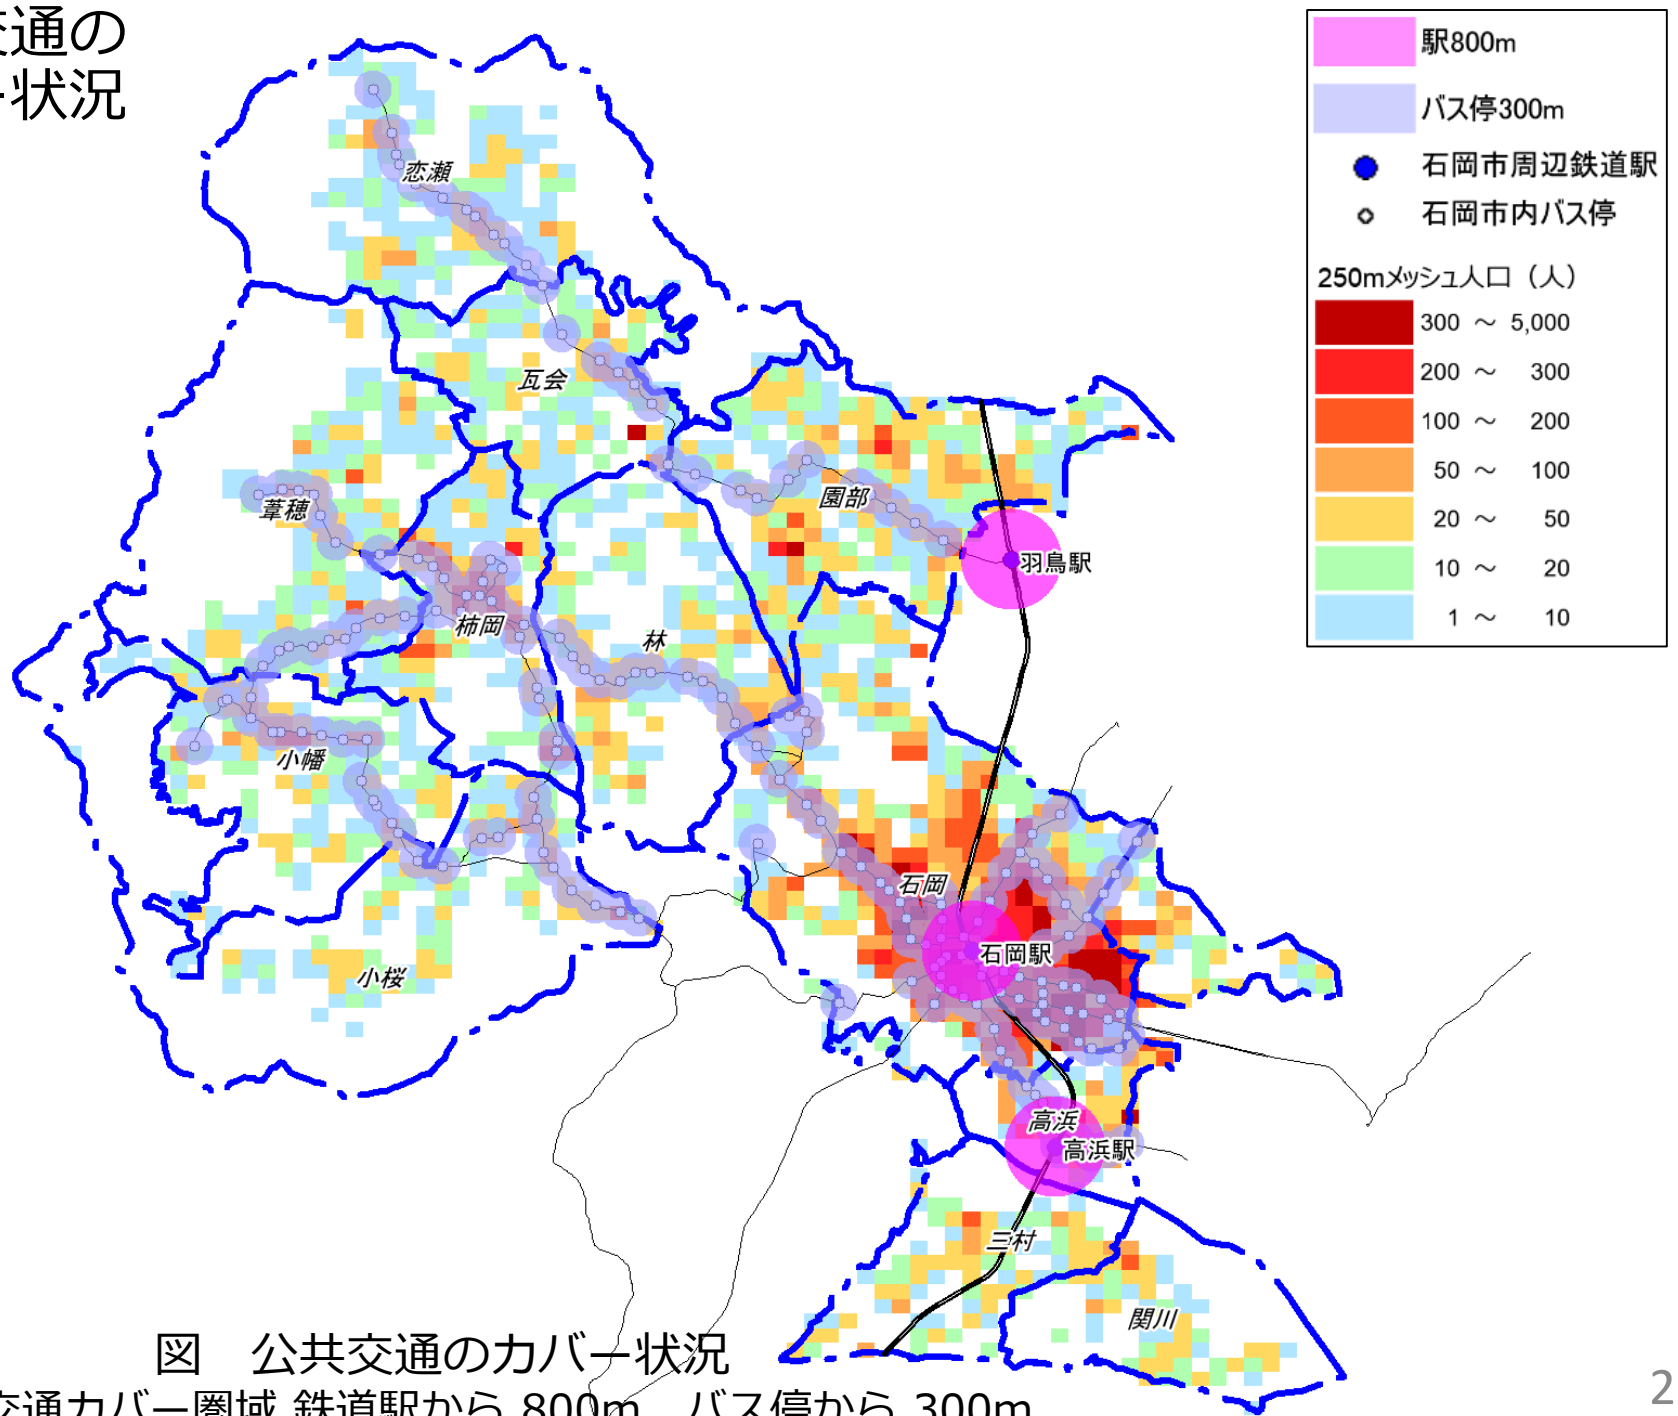 交通の
ー状況
駅800m
バス停300m
石岡市周辺鉄道駅
石岡市内バス停
250mメッシュ人口（人）
300 ～ 5,000
200 ～ 300
100 ～ 200
50 ～ 100
20 ～ 50
10 ～ 20
1 ～ 10
恋瀬
瓦会
葦穂
園部
羽鳥駅
柿岡
林
小幡
石岡
石岡駅
小桜
高浜
高浜駅
三村
関川
図　公共交通のカバー状況
交通カバー圏域 鉄道駅から 800m　バス停から 300m
2